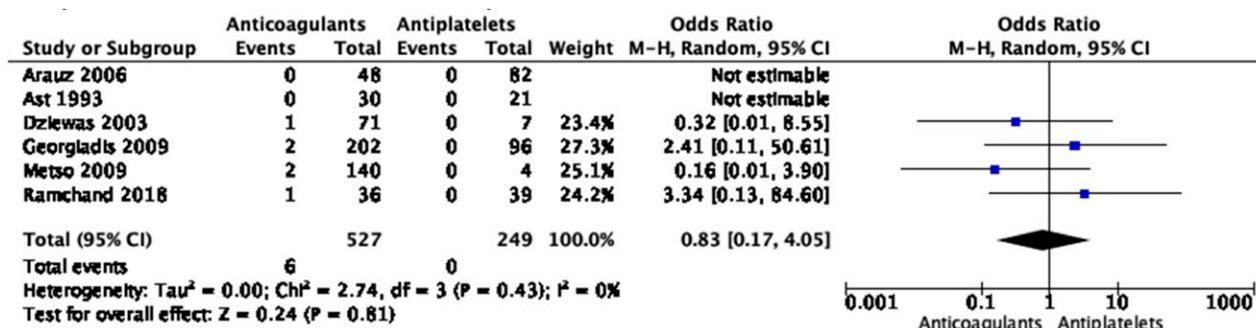 Anticoagulants Antiplatelets Odds Ratio Odds Ratio
Study or Subgroup Events Total Events Total Weight M-H, Random, 95% CI M-H, Random, 95% CI
Arauz 2006 0 48 0 82 Not estimable
Ast 1993 0 30 0 21 Not estimable
Dziewas 2003 1 71 0 7 23.4% 0.32 [0.01, 8.55]
Georgiadis 2009 2 202 0 96 27.3% 2.41 [0.11, 50.61]
Metso 2009 2 140 0 4 25.1% 0.16 [0.01, 3.90]
Ramchand 2018 1 36 0 39 24.2% 3.34 [0.13, 84.60]
Total (95% CI) 527 249 100.0% 0.83 [0.17, 4.05]
Total events 6 0
Heterogeneity: Tau² = 0.00; Chi² = 2.74, df = 3 (P = 0.43); I² = 0%
Test for overall effect: Z = 0.24 (P = 0.81)
0.001 0.1 1 10 1000
Anticoagulants Antiplatelets